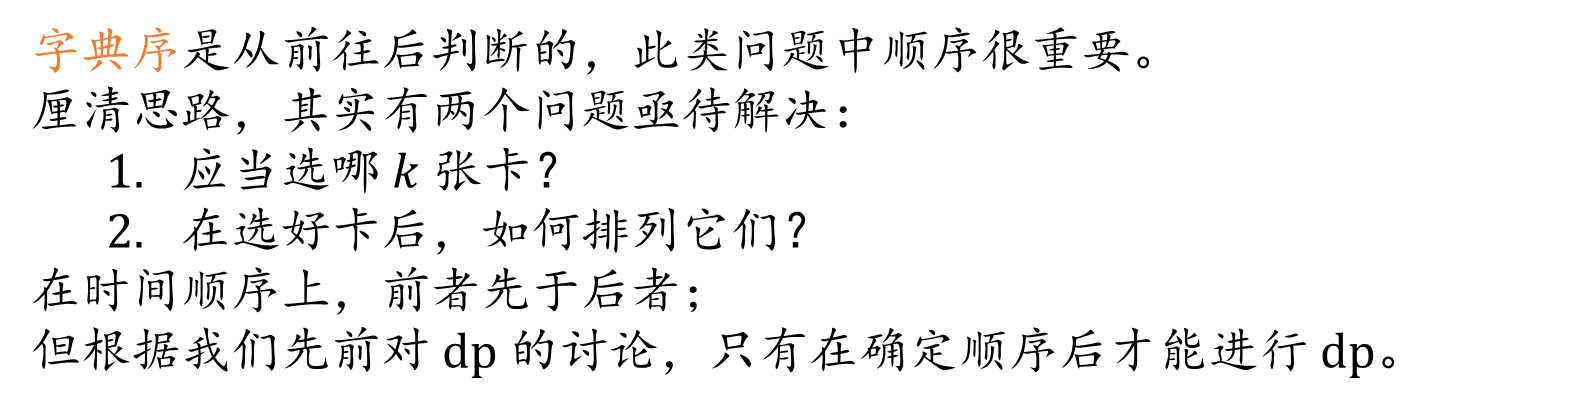 字典序是从前往后判断的，此类问题中顺序很重要。
厘清思路，其实有两个问题亟待解决：
1. 应当选哪 k 张卡？
2. 在选好卡后，如何排列它们？
在时间顺序上，前者先于后者；
但根据我们先前对 dp 的讨论，只有在确定顺序后才能进行 dp。